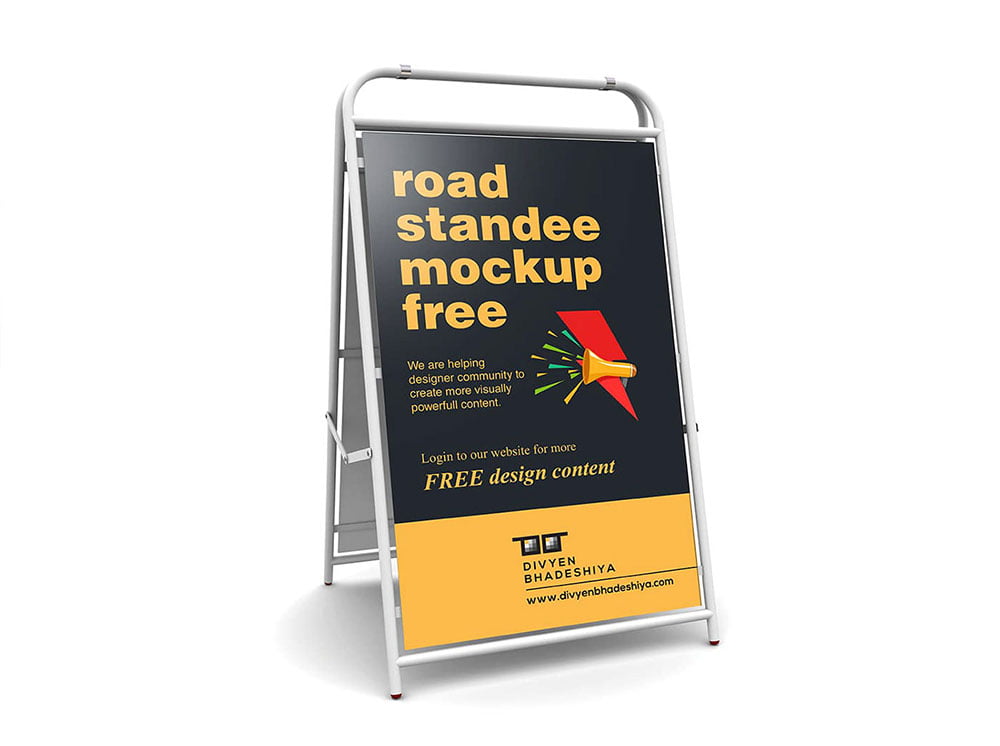 road
standee
mockup
free
We are helping
designer community to
create more visually
powerfull content.
Login to our website for more
FREE design content
DIVYEN
BHADESHIYA
www.divyenbhadeshiya.com